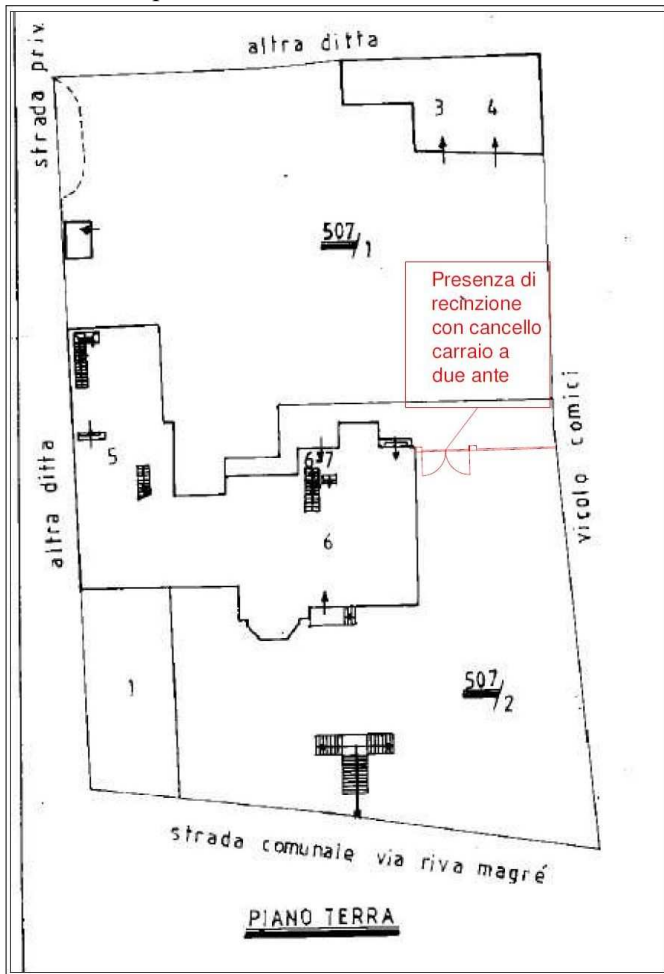 altra ditta
strada priv.
3 4
507/1
Presenza di
recinzione
con cancello
carraio a
due ante
vicolo comici
altra ditta
5
6-7
6
1
507/2
strada comunale via riva magré
PIANO TERRA